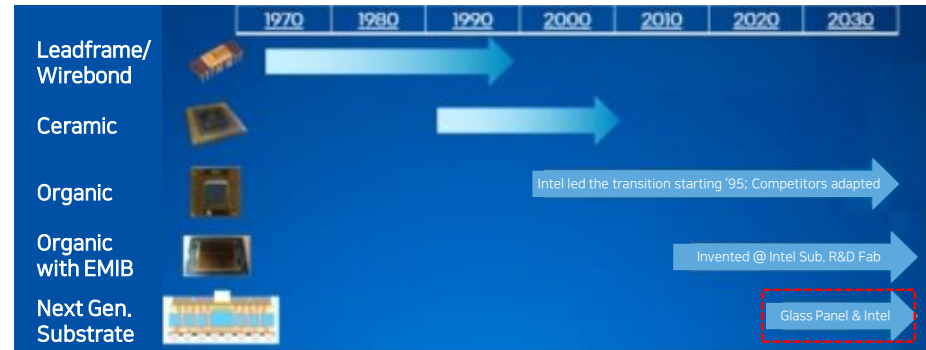 1970 1980 1990 2000 2010 2020 2030
Leadframe/
Wirebond
Ceramic
Organic
Intel led the transition starting '95; Competitors adapted
Organic
with EMIB
Invented @ Intel Sub. R&D Fab
Next Gen.
Substrate
Glass Panel & Intel